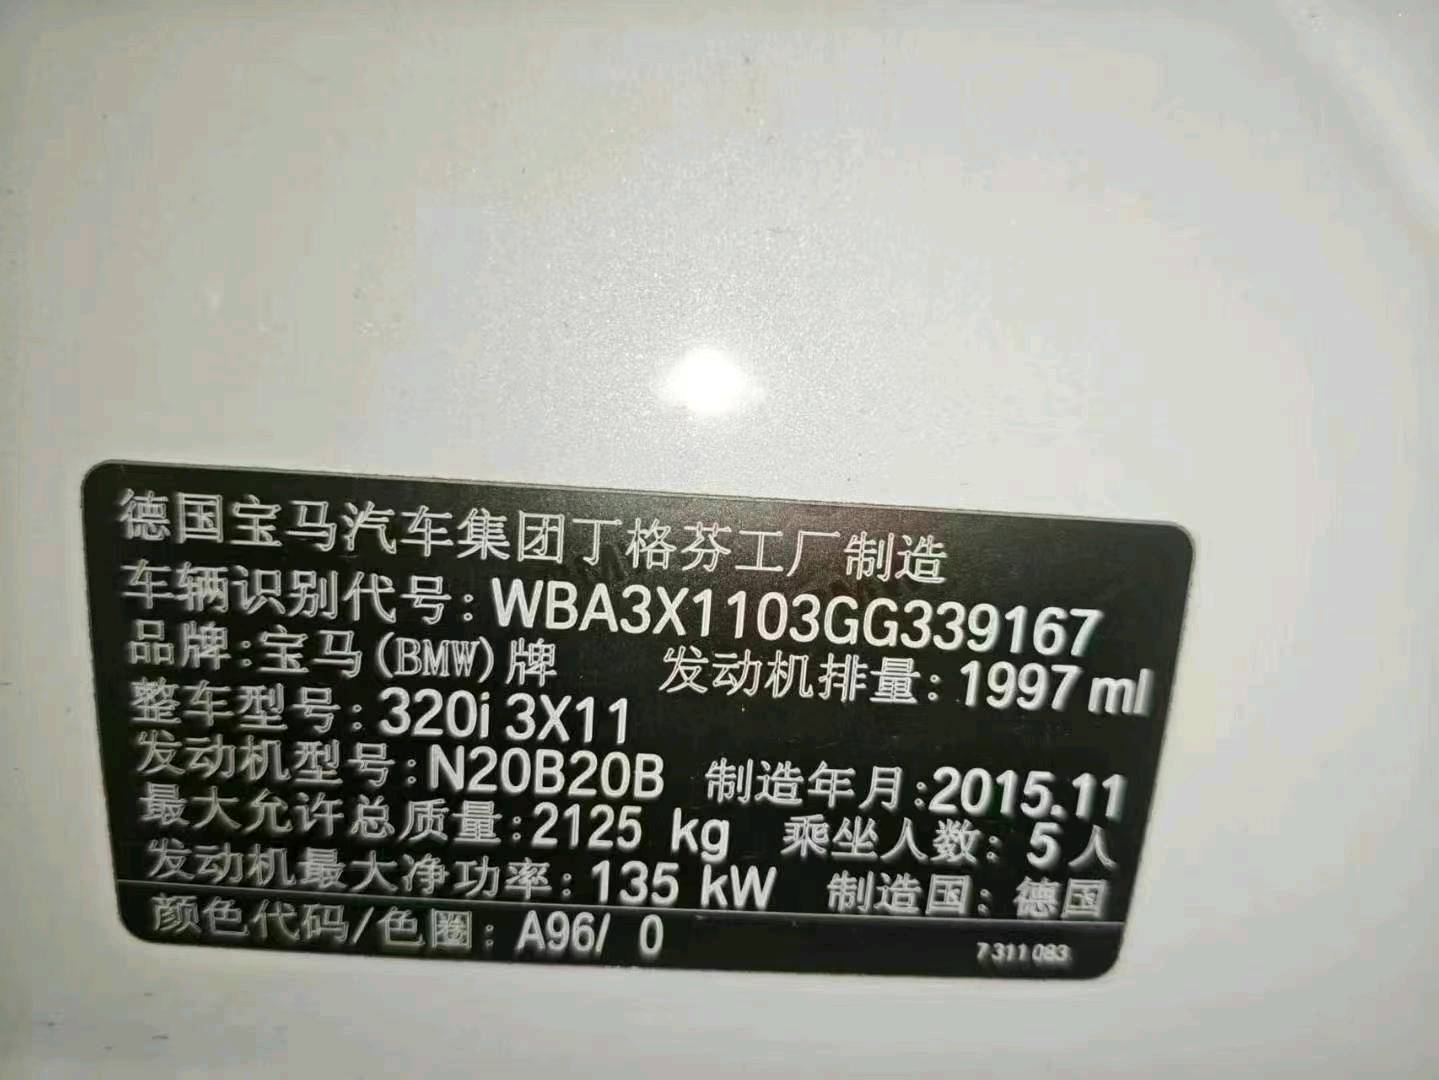 德国宝马汽车集团丁格芬工厂制造
车辆识别代号: WBA3X1103GG339167
品牌:宝马(BMW)牌 发动机排量: 1997 ml
整车型号: 320i 3X11
发动机型号: N20B20B 制造年月:2015.11
最大允许总质量:2125 kg 乘坐人数: 5人
发动机最大净功率: 135 kW 制造国: 德国
颜色代码/色圈: A96/ 0 7 311 083